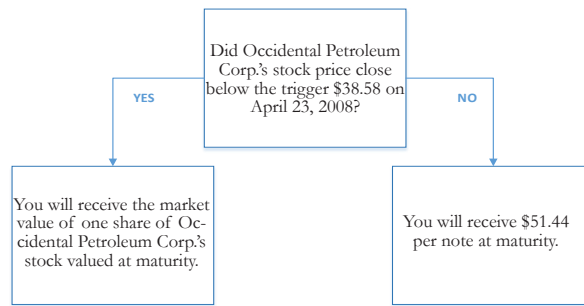 Did Occidental Petroleum
Corp.'s stock price close
below the trigger $38.58 on
April 23, 2008?
YES
NO
You will receive the market
value of one share of Oc-
cidental Petroleum Corp.'s
stock valued at maturity.
You will receive $51.44
per note at maturity.